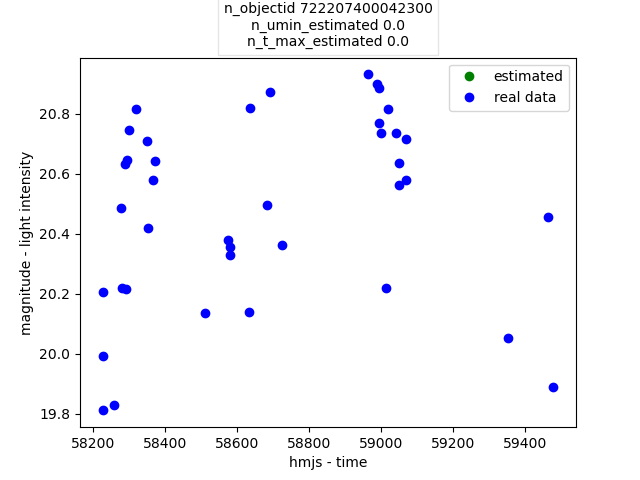 n_objectid 722207400042300
n_umin_estimated 0.0
n_t_max_estimated 0.0
estimated
real data
20.8
20.6
20.4
20.2
20.0
19.8
magnitude - light intensity
58200 58400 58600 58800 59000 59200 59400
hmjs - time